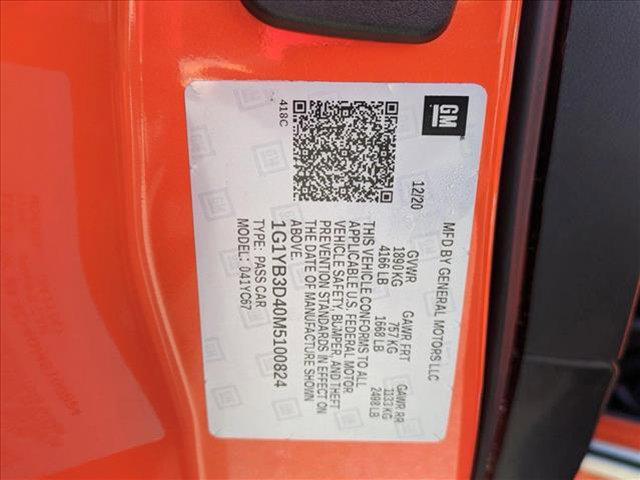 GM
MFD BY GENERAL MOTORS LLC
12/20
GVWR GAWR FRT GAWR RR
1890 KG 757 KG 1133 KG
4166 LB 1668 LB 2498 LB
THIS VEHICLE CONFORMS TO ALL
APPLICABLE U.S. FEDERAL MOTOR
VEHICLE SAFETY, BUMPER, AND THEFT
PREVENTION STANDARDS IN EFFECT ON
THE DATE OF MANUFACTURE SHOWN
ABOVE.
1G1YB3D40M5100824
TYPE: PASS CAR
MODEL: 041YC67
418C